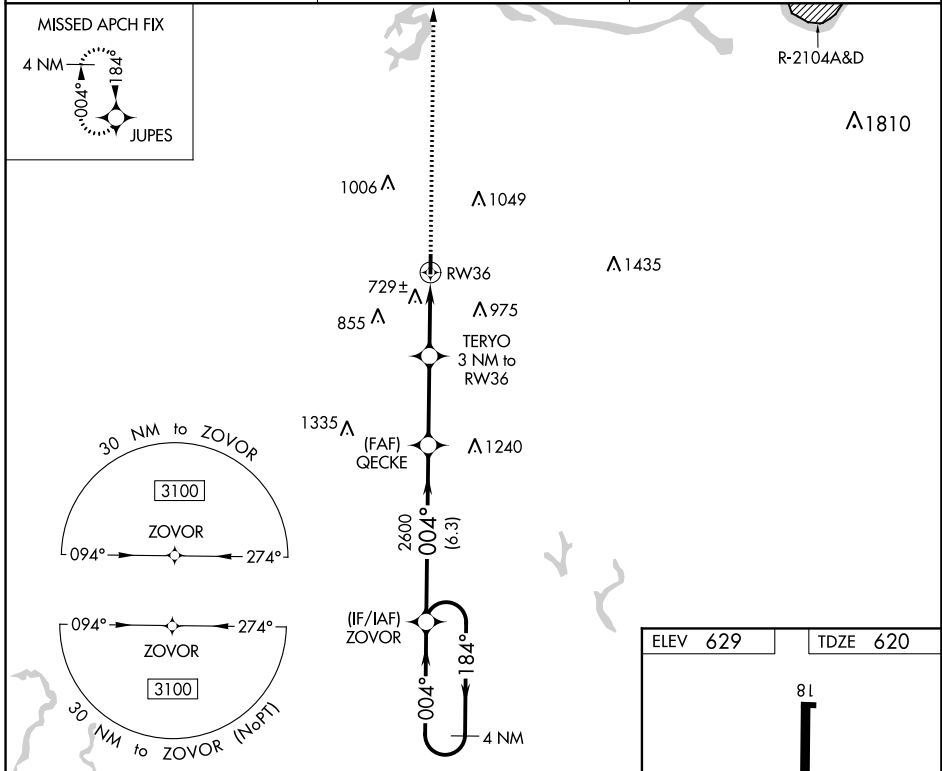 MISSED APCH FIX
4 NM
184°
004°
JUPES
R-2104A&D
1810
1006
1049
RW36
1435
729±
975
855
TERYO
3 NM to
RW36
1335
(FAF)
QECKE
1240
30 NM to ZOVOR
3100
ZOVOR
094°
274°
2600
004°
(6.3)
094°
274°
ZOVOR
3100
30 NM to ZOVOR (NoPT)
(IF/IAF)
ZOVOR
184°
004°
4 NM
ELEV 629
TDZE 620
18